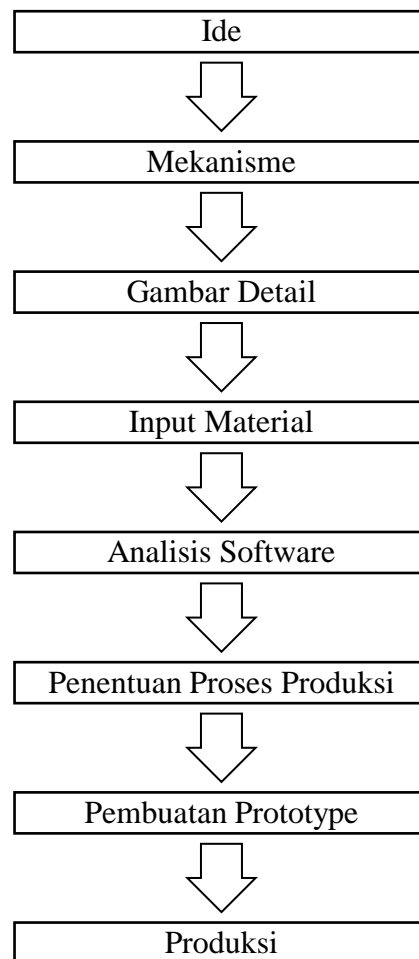 Ide
Mekanisme
Gambar Detail
Input Material
Analisis Software
Penentuan Proses Produksi
Pembuatan Prototype
Produksi